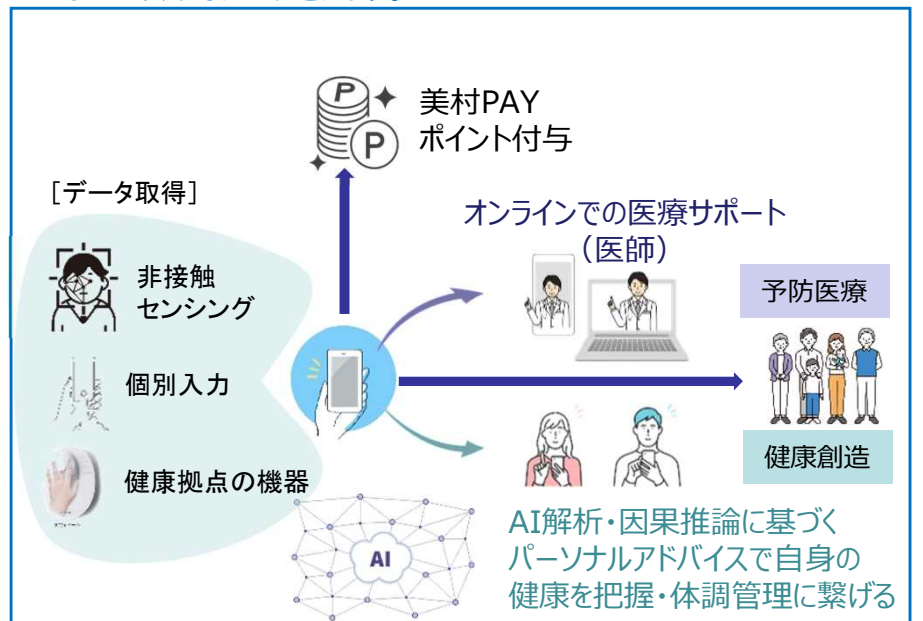 美村PAY
ポイント付与
[データ取得]
非接触
センシング
個別入力
健康拠点の機器
オンラインでの医療サポート
(医師)
予防医療
健康創造
AI
AI解析・因果推論に基づく
パーソナルアドバイスで自身の
健康を把握・体調管理に繋げる